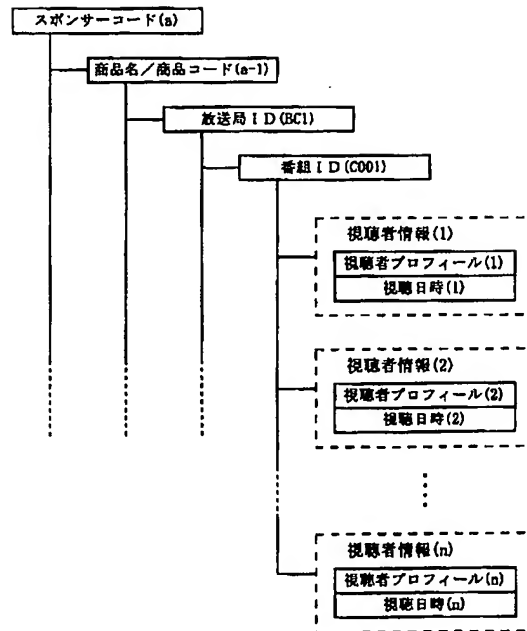 スポンサーコード(a)
商品名／商品コード(a-1)
放送局ＩＤ(BC1)
番組ＩＤ(C001)
視聴者情報(1)
視聴者プロフィール(1)
視聴日時(1)
視聴者情報(2)
視聴者プロフィール(2)
視聴日時(2)
視聴者情報(n)
視聴者プロフィール(n)
視聴日時(n)